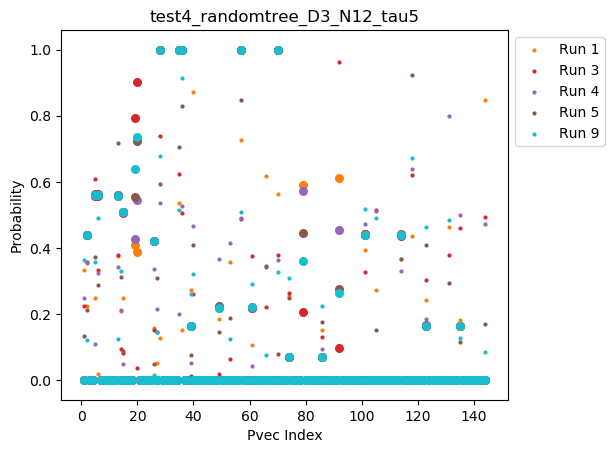 test4_randomtree_D3_N12_tau5
Probability
1.0
0.8
0.6
0.4
0.2
0.0
0 20 40 60 80 100 120 140
Pvec Index
Run 1
Run 3
Run 4
Run 5
Run 9